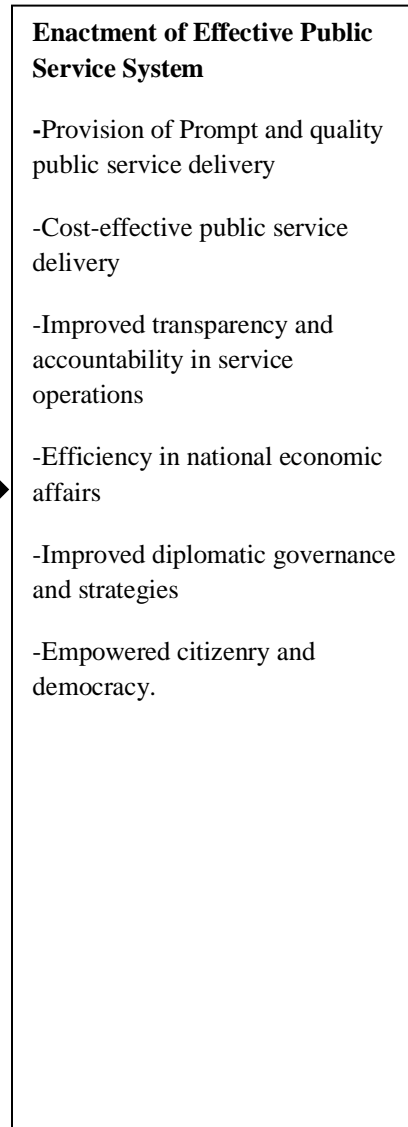 Enactment of Effective Public
Service System
-Provision of Prompt and quality
public service delivery
-Cost-effective public service
delivery
-Improved transparency and
accountability in service
operations
-Efficiency in national economic
affairs
-Improved diplomatic governance
and strategies
-Empowered citizenry and
democracy.